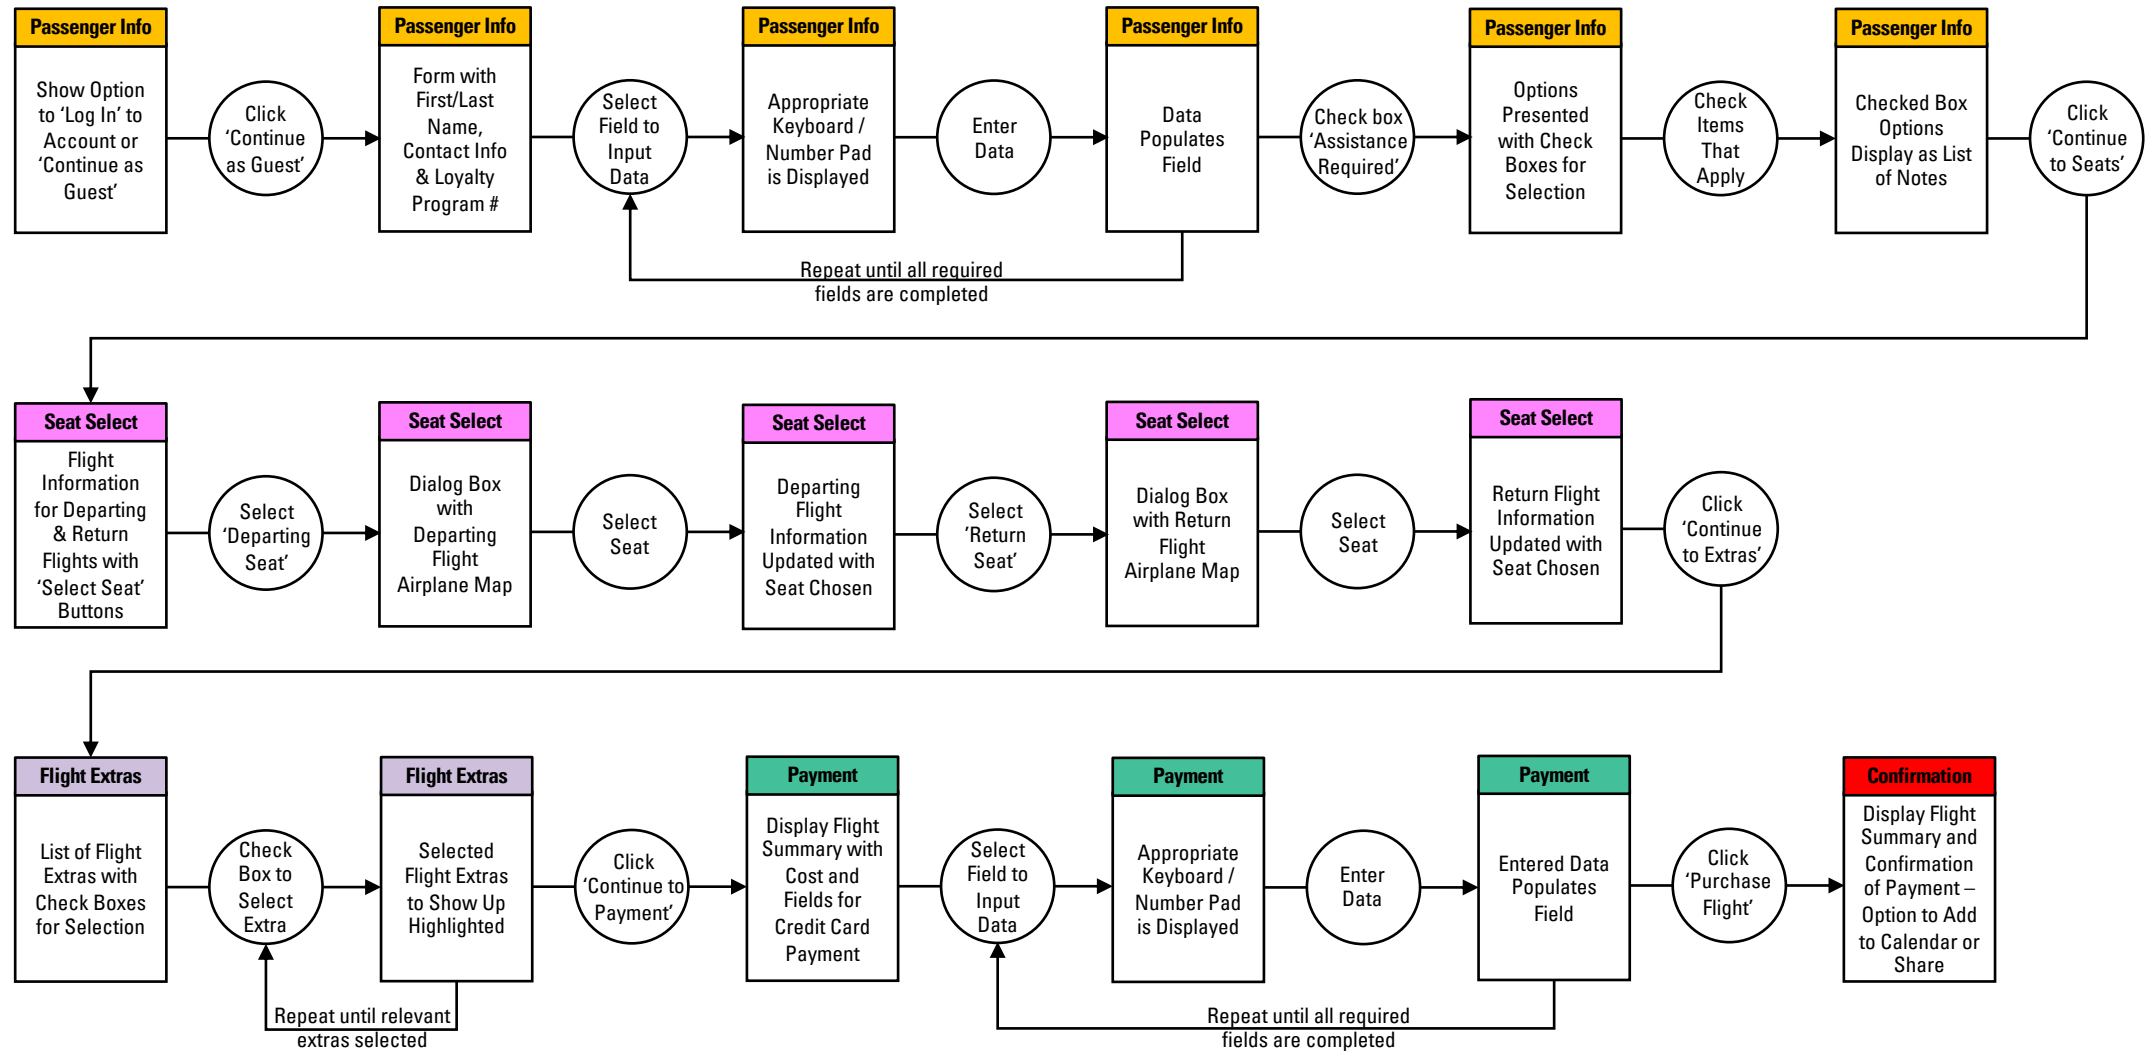 Passenger Info
Show Option
to ‘Log In’ to
Account or
‘Continue as
Guest’
Click
‘Continue
as Guest’
Passenger Info
Form with
First/Last
Name,
Contact Info
& Loyalty
Program #
Select
Field to
Input
Data
Passenger Info
Appropriate
Keyboard /
Number Pad
is Displayed
Enter
Data
Passenger Info
Data
Populates
Field
Check box
‘Assistance
Required’
Passenger Info
Options
Presented
with Check
Boxes for
Selection
Check
Items
That
Apply
Passenger Info
Checked Box
Options
Display as List
of Notes
Click
‘Continue
to Seats’
Repeat until all required
fields are completed
Seat Select
Flight
Information
for Departing
& Return
Flights with
‘Select Seat’
Buttons
Select
‘Departing
Seat’
Seat Select
Dialog Box
with
Departing
Flight
Airplane Map
Select
Seat
Seat Select
Departing
Flight
Information
Updated with
Seat Chosen
Select
‘Return
Seat’
Seat Select
Dialog Box
with Return
Flight
Airplane Map
Select
Seat
Seat Select
Return Flight
Information
Updated with
Seat Chosen
Click
‘Continue
to Extras’
Flight Extras
List of Flight
Extras with
Check Boxes
for Selection
Check
Box to
Select
Extra
Flight Extras
Selected
Flight Extras
to Show Up
Highlighted
Repeat until relevant
extras selected
Click
‘Continue to
Payment’
Payment
Display Flight
Summary with
Cost and
Fields for
Credit Card
Payment
Select
Field to
Input
Data
Payment
Appropriate
Keyboard /
Number Pad
is Displayed
Enter
Data
Payment
Entered Data
Populates
Field
Repeat until all required
fields are completed
Click
‘Purchase
Flight’
Confirmation
Display Flight
Summary and
Confirmation
of Payment –
Option to Add
to Calendar or
Share